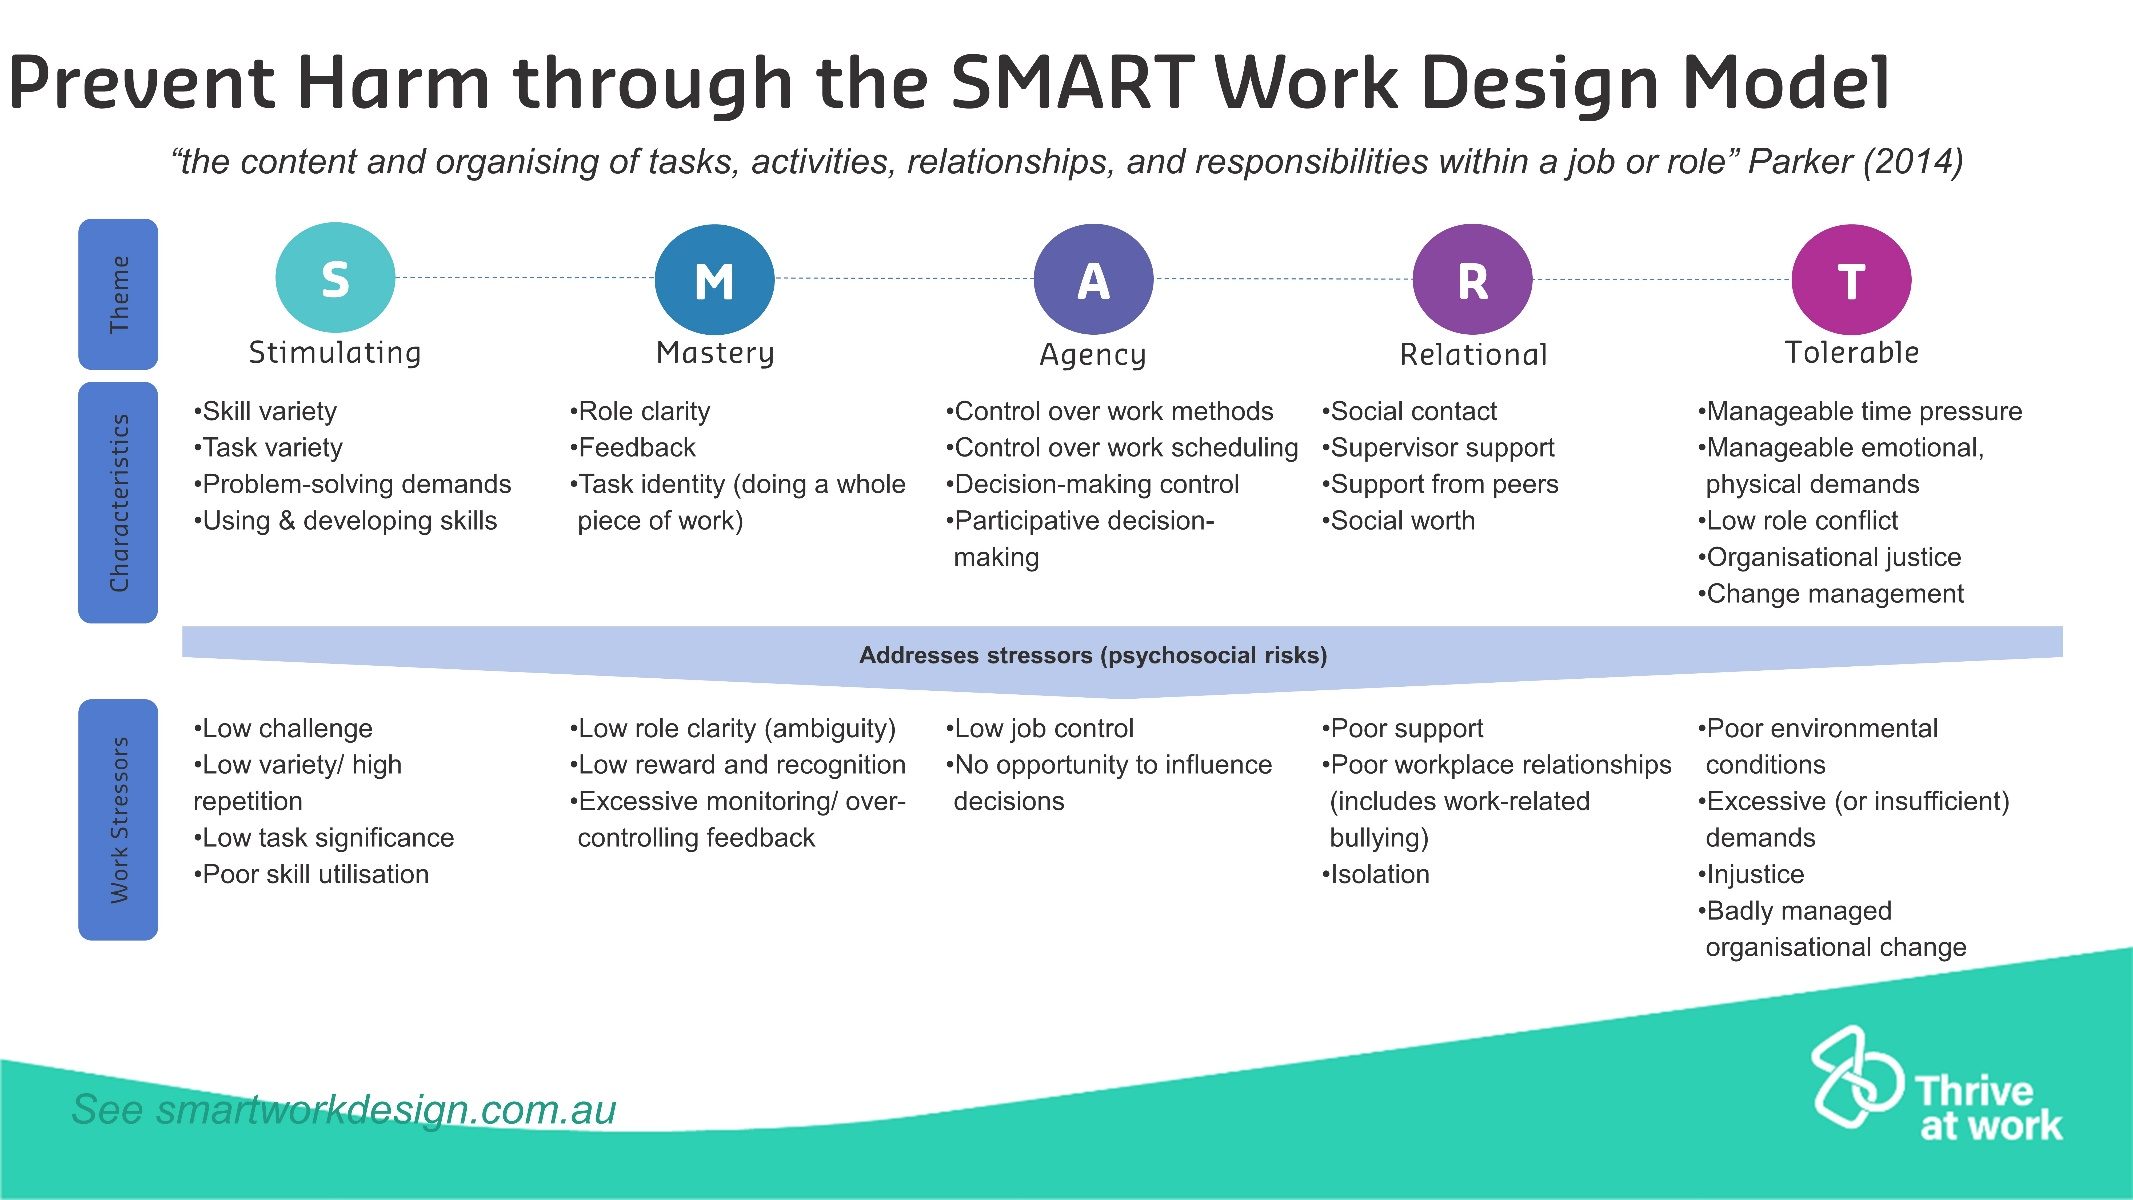 Prevent Harm through the SMART Work Design Model
“the content and organising of tasks, activities, relationships, and responsibilities within a job or role” Parker (2014)
Theme
S
M
A
R
T
Stimulating
Mastery
Agency
Relational
Tolerable
Characteristics
•Skill variety
•Task variety
•Problem-solving demands
•Using & developing skills
•Role clarity
•Feedback
•Task identity (doing a whole
piece of work)
•Control over work methods
•Control over work scheduling
•Decision-making control
•Participative decision-
making
•Social contact
•Supervisor support
•Support from peers
•Social worth
•Manageable time pressure
•Manageable emotional,
physical demands
•Low role conflict
•Organisational justice
•Change management
Addresses stressors (psychosocial risks)
Work Stressors
•Low challenge
•Low variety/ high
repetition
•Low task significance
•Poor skill utilisation
•Low role clarity (ambiguity)
•Low reward and recognition
•Excessive monitoring/ over-
controlling feedback
•Low job control
•No opportunity to influence
decisions
•Poor support
•Poor workplace relationships
(includes work-related
bullying)
•Isolation
•Poor environmental
conditions
•Excessive (or insufficient)
demands
•Injustice
•Badly managed
organisational change
See smartworkdesign.com.au
Thrive
at work